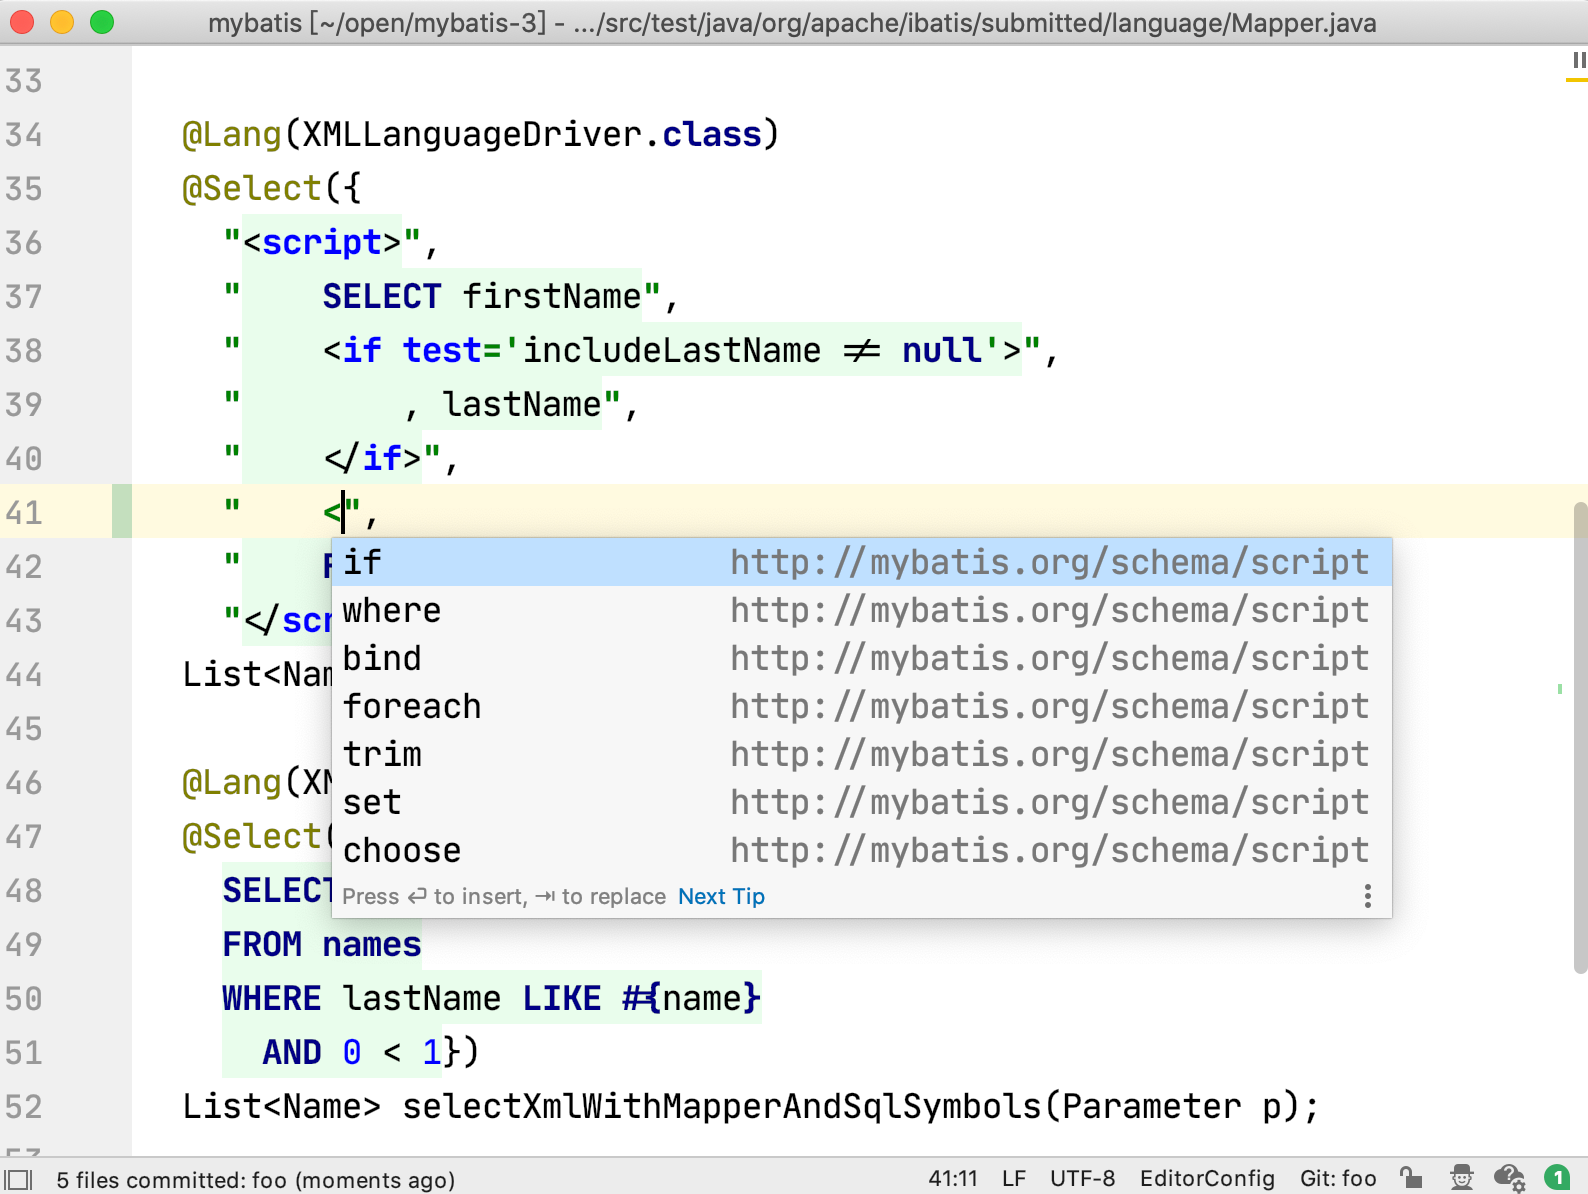 mybatis [~/open/mybatis-3] - .../src/test/java/org/apache/ibatis/submitted/language/Mapper.java
33
34 @Lang(XMLLanguageDriver.class)
35 @Select({
36 "<script>",
37 "    SELECT firstName",
38 "    <if test='includeLastName != null'>",
39 "        , lastName",
40 "    </if>",
41 "    <",
42 "
43 "</scr
44 List<Nam
45
46 @Lang(XM
47 @Select(
48 SELECT
49 FROM names
50 WHERE lastName LIKE #{name}
51   AND 0 < 1})
52 List<Name> selectXmlWithMapperAndSqlSymbols(Parameter p);
if http://mybatis.org/schema/script
where http://mybatis.org/schema/script
bind http://mybatis.org/schema/script
foreach http://mybatis.org/schema/script
trim http://mybatis.org/schema/script
set http://mybatis.org/schema/script
choose http://mybatis.org/schema/script
Press ⏎ to insert, ⇥ to replace Next Tip
5 files committed: foo (moments ago) 41:11 LF UTF-8 EditorConfig Git: foo 1